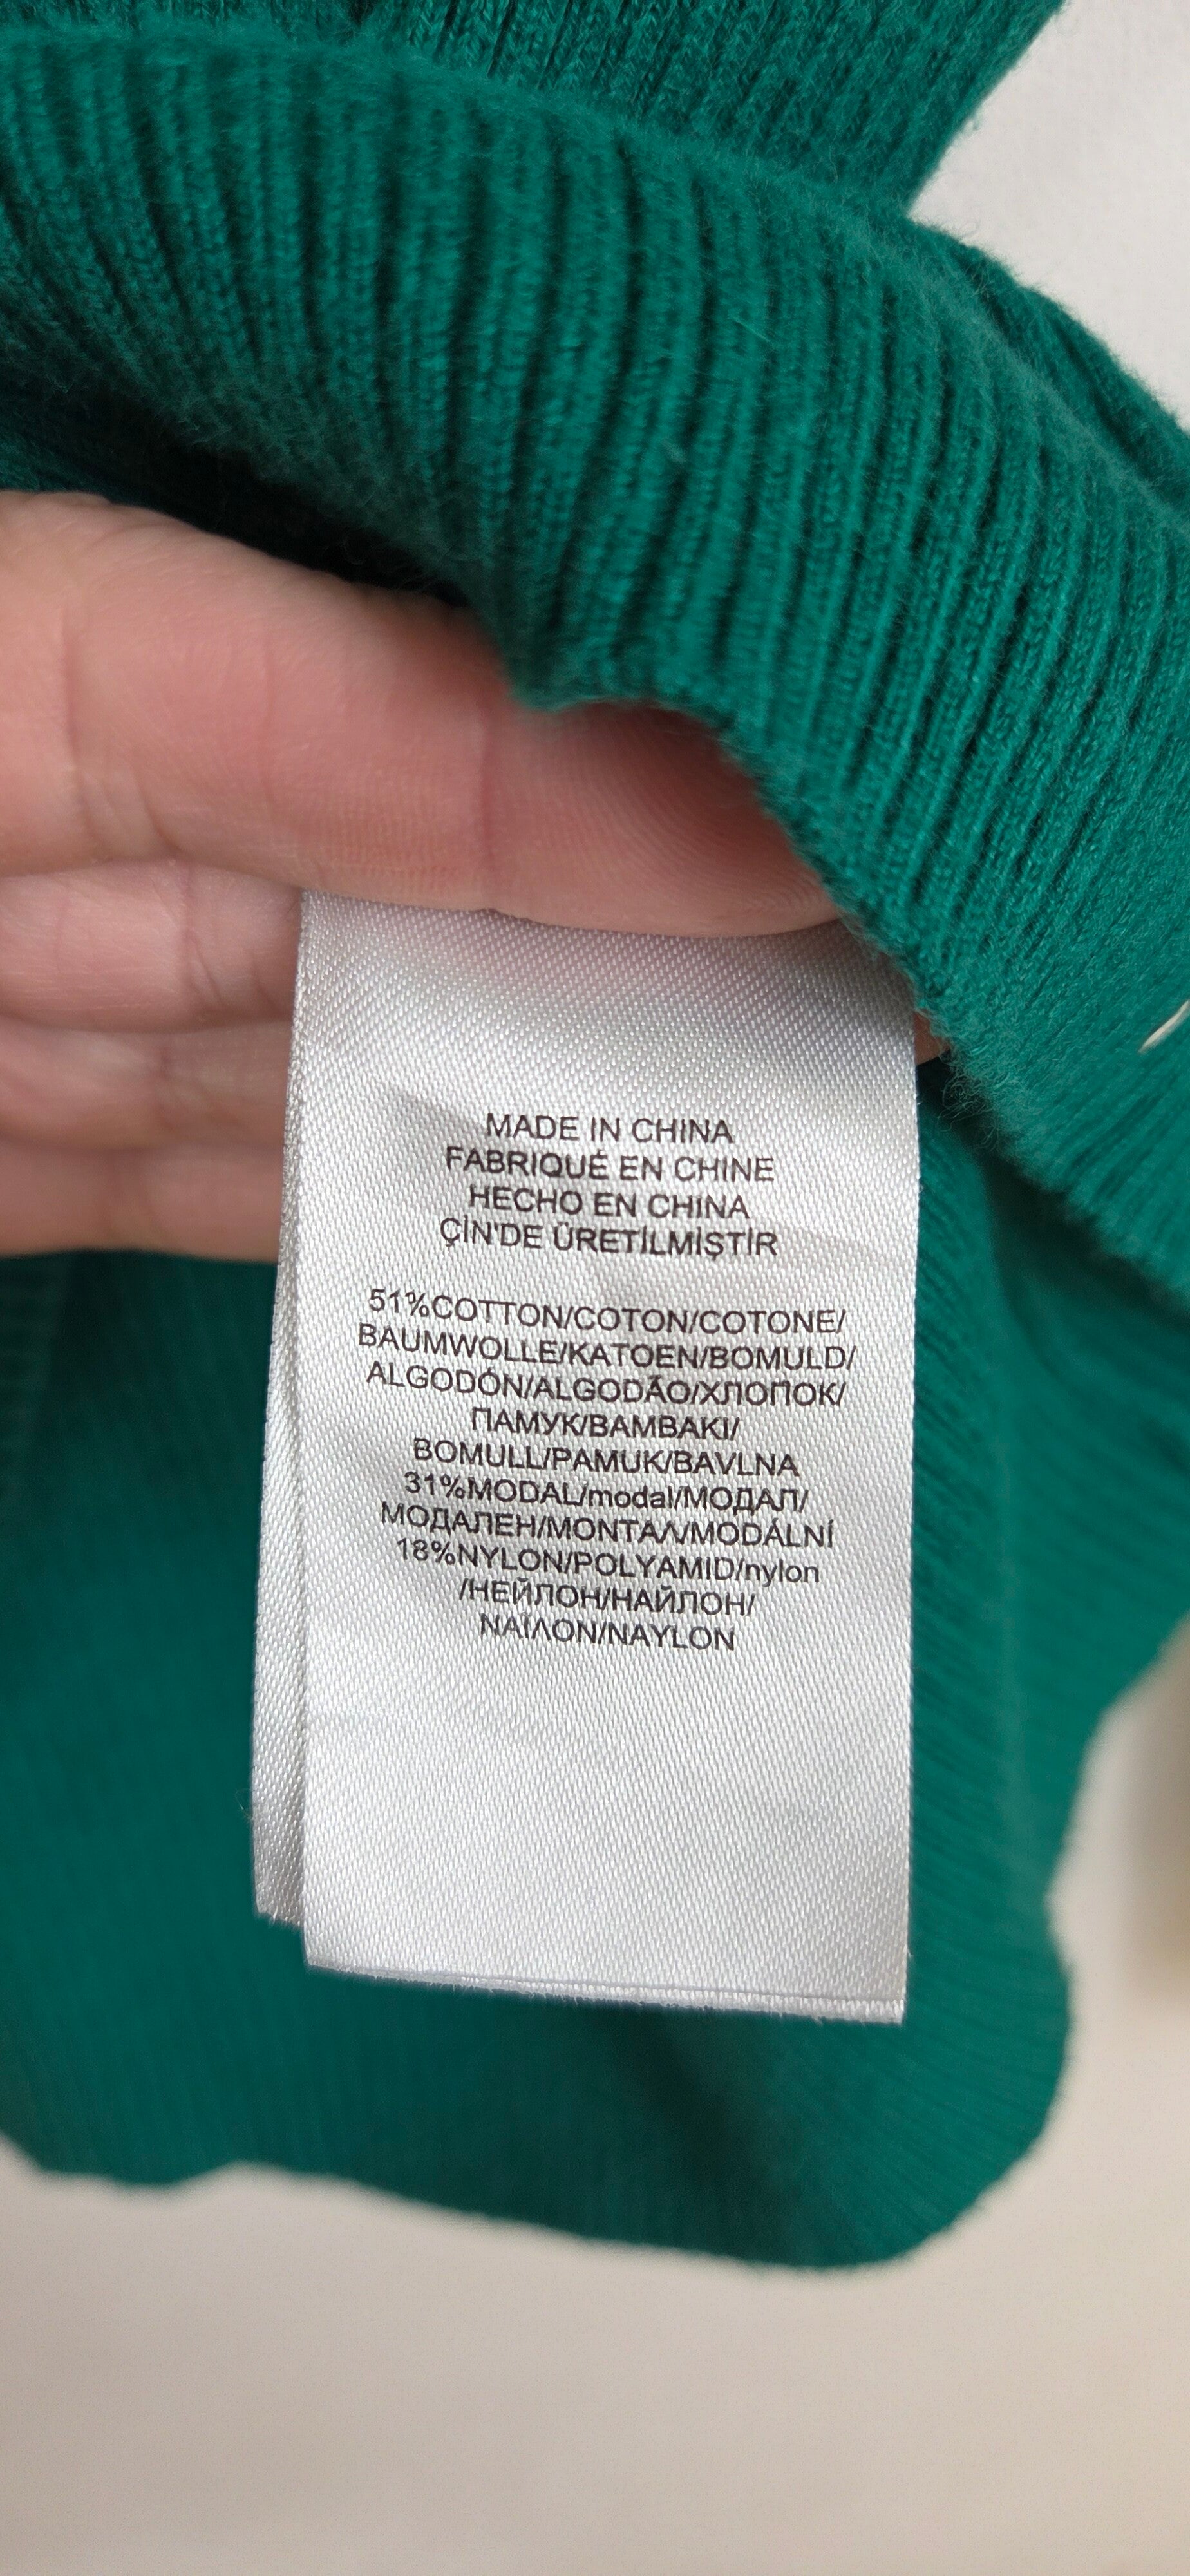 MADE IN CHINA
FABRIQUÉ EN CHINE
HECHO EN CHINA
ÇİN'DE ÜRETİLMİŞTİR
51%COTTON/COTON/COTONE/
BAUMWOLLE/KATOEN/BOMULD/
ALGODÓN/ALGODÃO/ХЛОПОК/
ПАМУК/ΒΑΜΒΑΚΙ/
BOMULL/PAMUK/BAVLNA
31%MODAL/modal/МОДАЛ/
МОДАЛЕН/ΜΟΝΤΑΛ/MODÁLNÍ
18%NYLON/POLYAMID/nylon
/НЕЙЛОН/НАЙЛОН/
ΝΑΪΛΟΝ/NAYLON